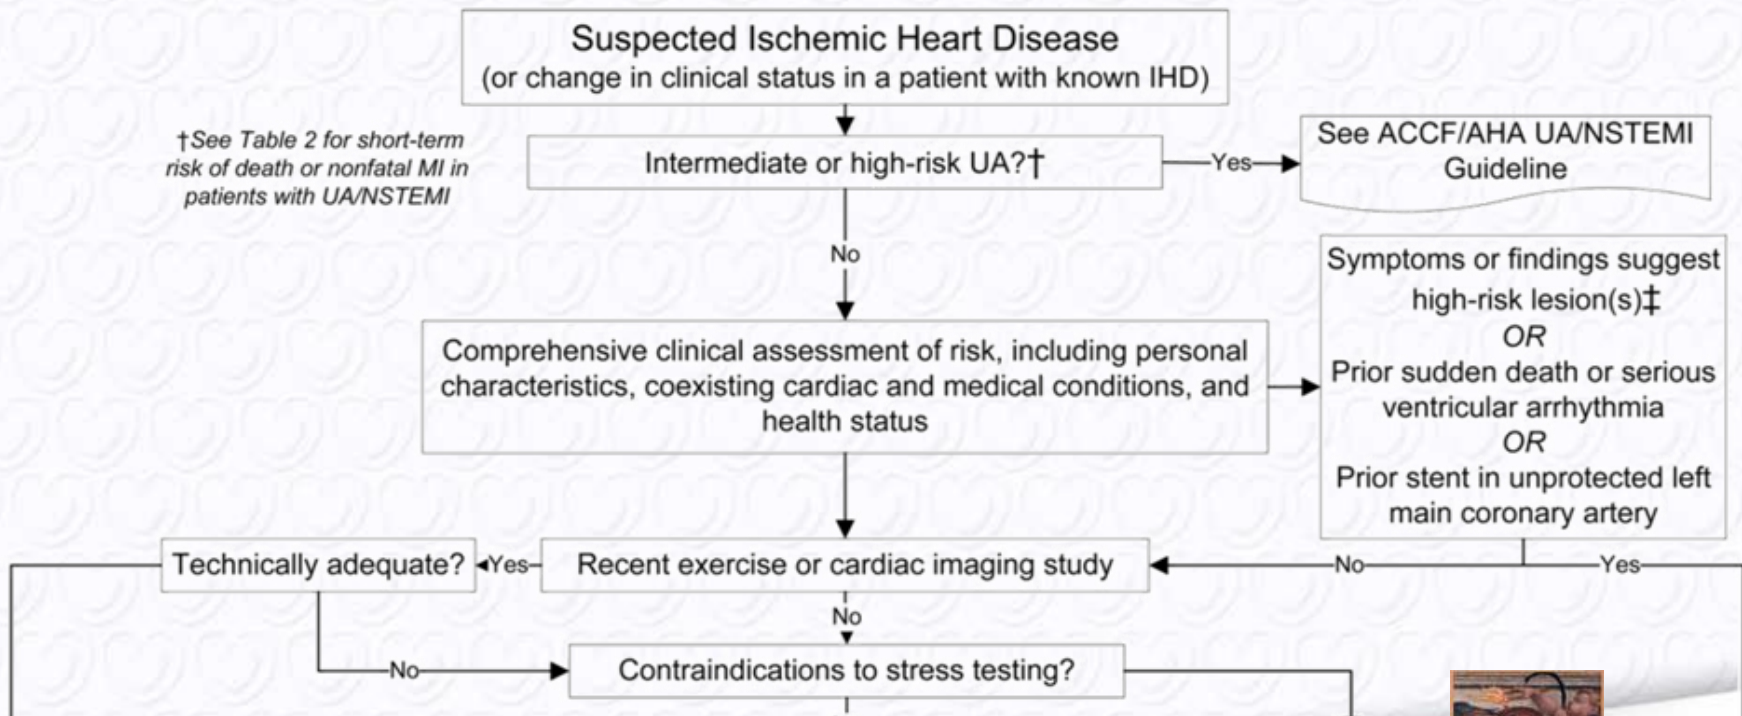 Suspected Ischemic Heart Disease
(or change in clinical status in a patient with known IHD)
†See Table 2 for short-term
risk of death or nonfatal MI in
patients with UA/NSTEMI
Intermediate or high-risk UA?†
Yes
See ACCF/AHA UA/NSTEMI
Guideline
No
Comprehensive clinical assessment of risk, including personal
characteristics, coexisting cardiac and medical conditions, and
health status
Symptoms or findings suggest
high-risk lesion(s)‡
OR
Prior sudden death or serious
ventricular arrhythmia
OR
Prior stent in unprotected left
main coronary artery
Technically adequate?
Yes
Recent exercise or cardiac imaging study
No
Yes
No
No
Contraindications to stress testing?